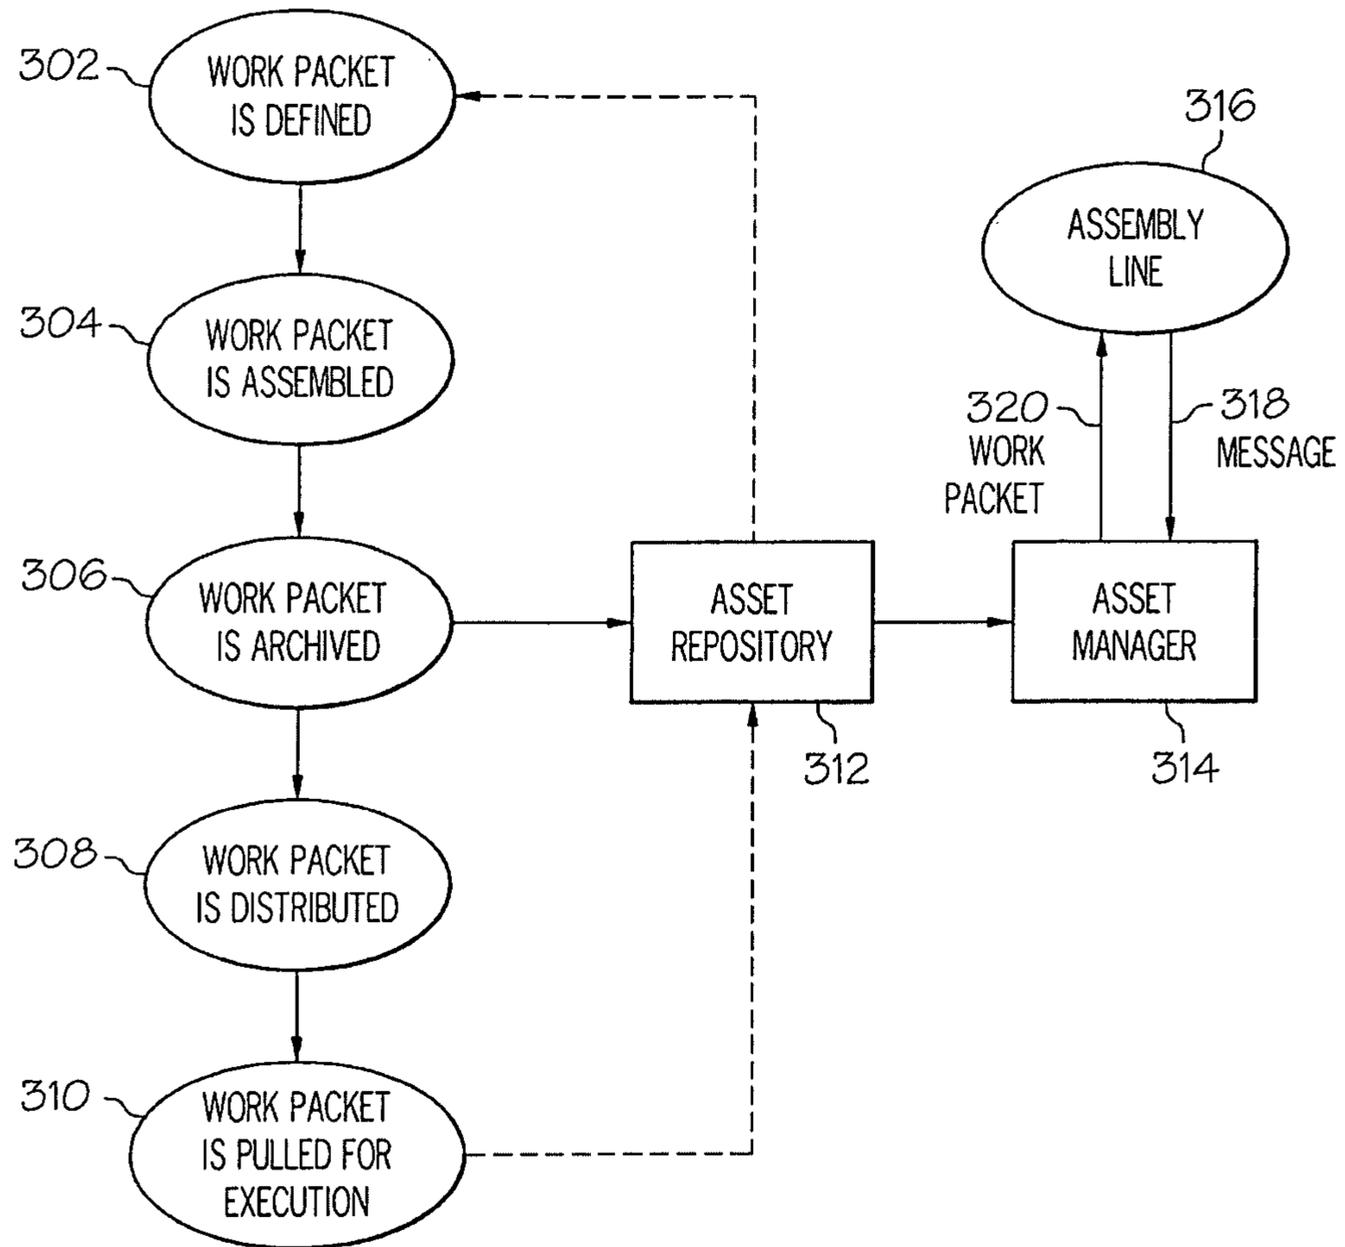 302
WORK PACKET
IS DEFINED
316
ASSEMBLY
LINE
304
WORK PACKET
IS ASSEMBLED
320
WORK
PACKET
318
MESSAGE
306
WORK PACKET
IS ARCHIVED
ASSET
REPOSITORY
312
ASSET
MANAGER
314
308
WORK PACKET
IS DISTRIBUTED
310
WORK PACKET
IS PULLED FOR
EXECUTION